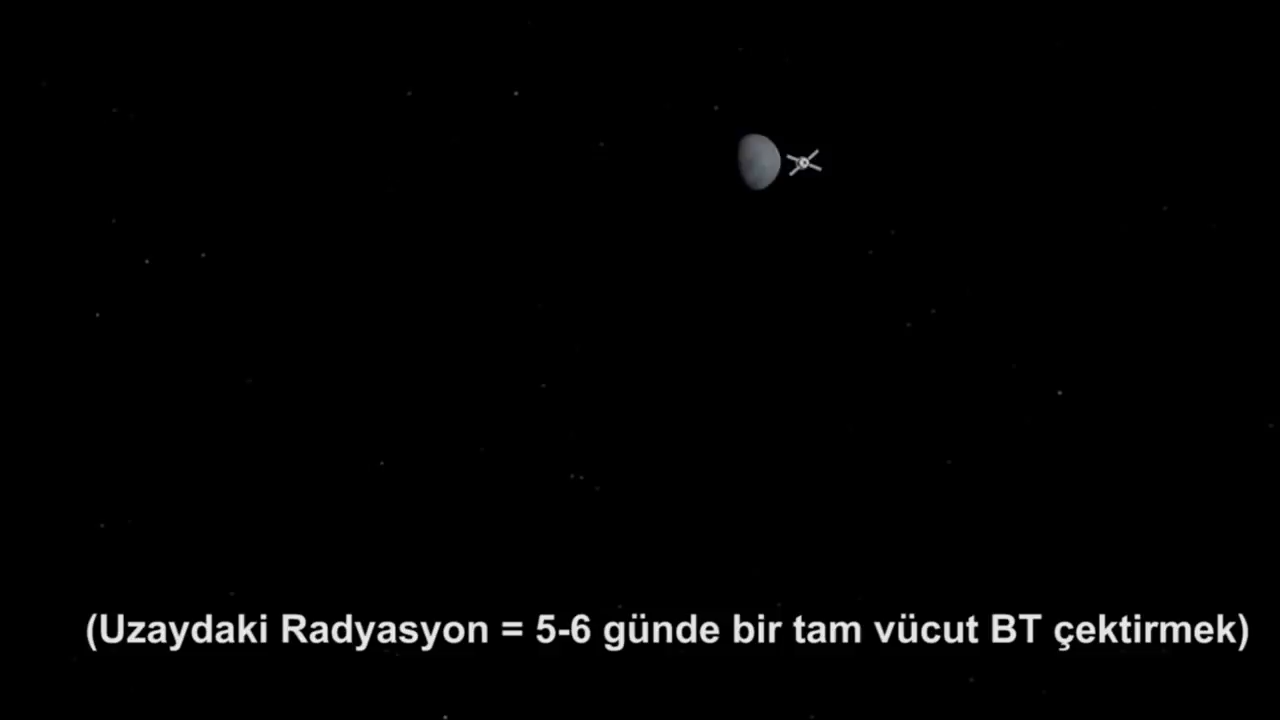 (Uzaydaki Radyasyon = 5-6 günde bir tam vücut BT çektirmek)